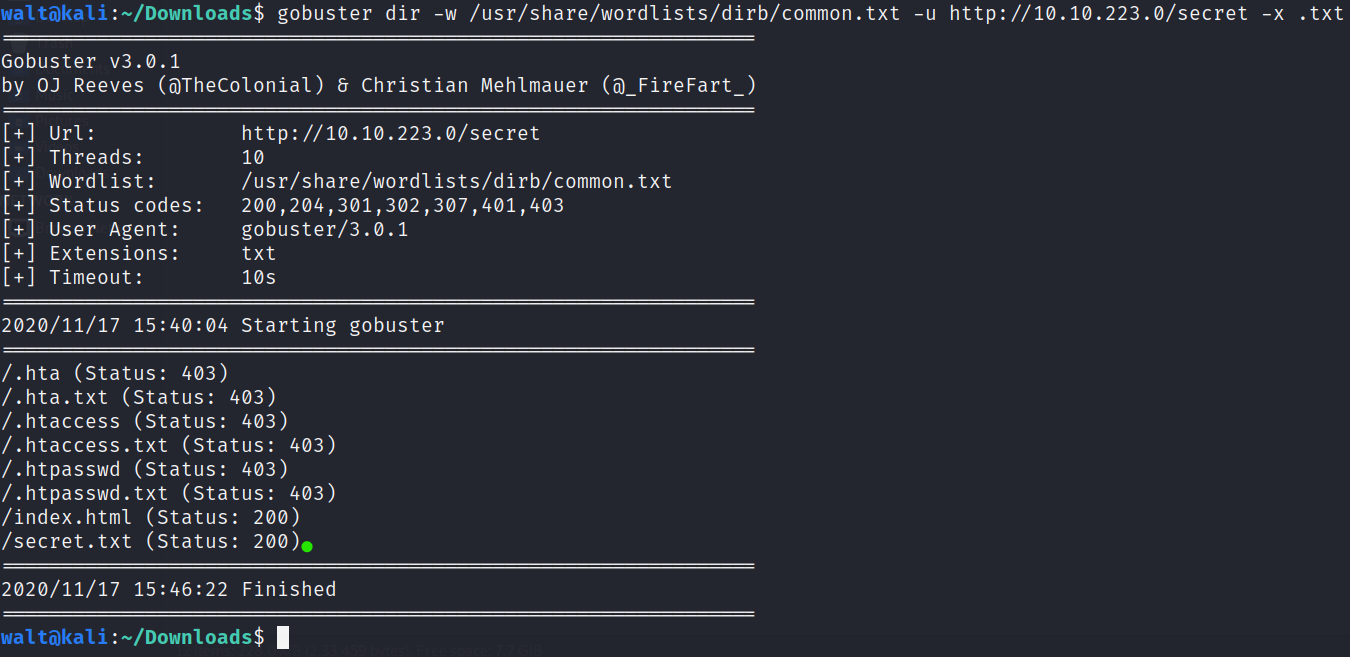 walt@kali:~/Downloads$ gobuster dir -w /usr/share/wordlists/dirb/common.txt -u http://10.10.223.0/secret -x .txt
===============================================================
Gobuster v3.0.1
by OJ Reeves (@TheColonial) & Christian Mehlmauer (@_FireFart_)
===============================================================
[+] Url:            http://10.10.223.0/secret
[+] Threads:        10
[+] Wordlist:       /usr/share/wordlists/dirb/common.txt
[+] Status codes:   200,204,301,302,307,401,403
[+] User Agent:     gobuster/3.0.1
[+] Extensions:     txt
[+] Timeout:        10s
===============================================================
2020/11/17 15:40:04 Starting gobuster
===============================================================
/.hta (Status: 403)
/.hta.txt (Status: 403)
/.htaccess (Status: 403)
/.htaccess.txt (Status: 403)
/.htpasswd (Status: 403)
/.htpasswd.txt (Status: 403)
/index.html (Status: 200)
/secret.txt (Status: 200)
===============================================================
2020/11/17 15:46:22 Finished
===============================================================
walt@kali:~/Downloads$